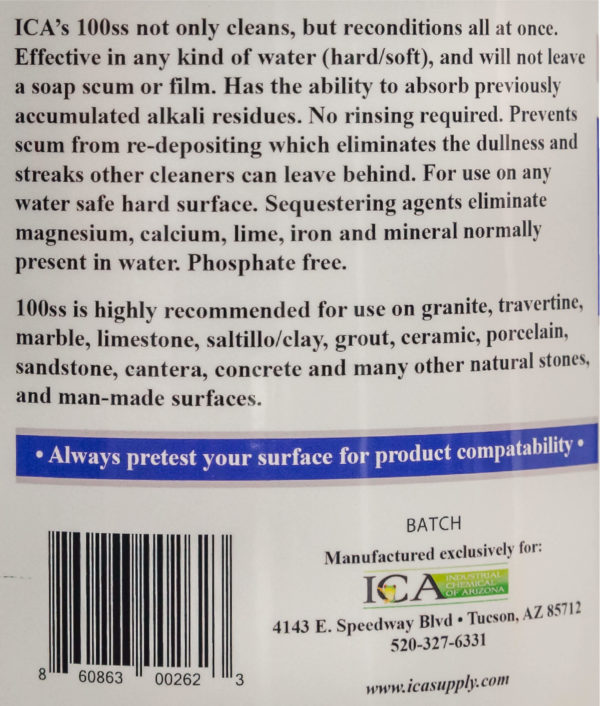 ICA's 100ss not only cleans, but reconditions all at once.
Effective in any kind of water (hard/soft), and will not leave
a soap scum or film. Has the ability to absorb previously
accumulated alkali residues. No rinsing required. Prevents
scum from re-depositing which eliminates the dullness and
streaks other cleaners can leave behind. For use on any
water safe hard surface. Sequestering agents eliminate
magnesium, calcium, lime, iron and mineral normally
present in water. Phosphate free.
100ss is highly recommended for use on granite, travertine,
marble, limestone, saltillo/clay, grout, ceramic, porcelain,
sandstone, cantera, concrete and many other natural stones,
and man-made surfaces.
• Always pretest your surface for product compatability •
BATCH
Manufactured exclusively for:
ICA INDUSTRIAL
CHEMICAL
OF ARIZONA
4143 E. Speedway Blvd • Tucson, AZ 85712
520-327-6331
www.icasupply.com
8 60863 00262 3